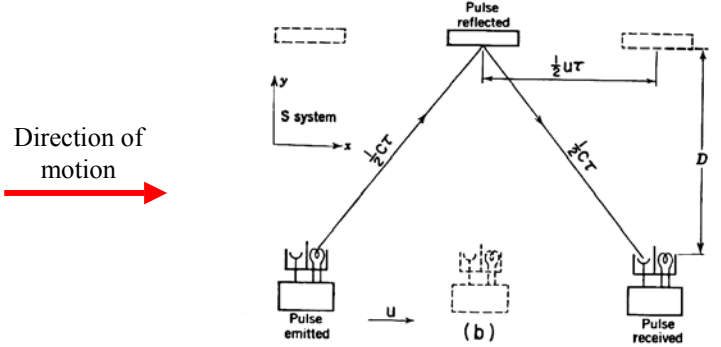 Pulse
reflected
½uτ
y
S system
x
Direction of
motion
½cτ
½cτ
D
Pulse
emitted
u
(b)
Pulse
received